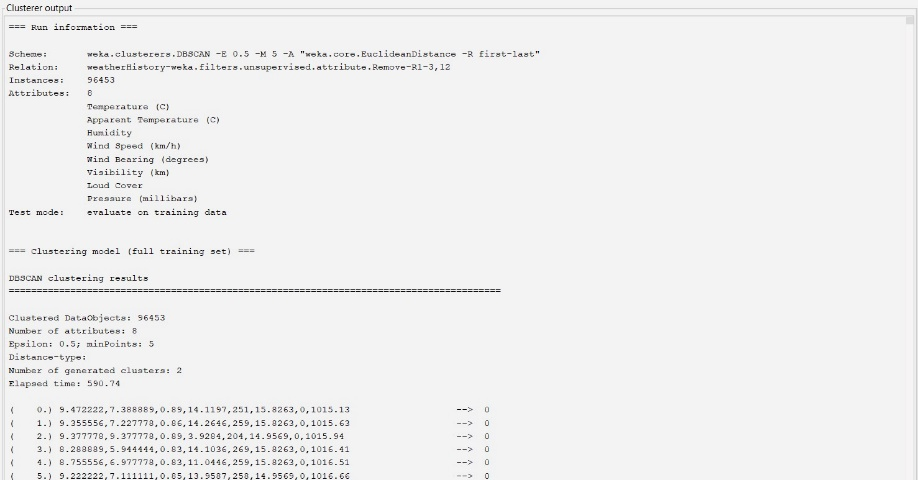 Clusterer output
=== Run information ===
Scheme: weka.clusterers.DBSCAN -E 0.5 -M 5 -A "weka.core.EuclideanDistance -R first-last"
Relation: weatherHistory-weka.filters.unsupervised.attribute.Remove-R1-3,12
Instances: 96453
Attributes: 8
Temperature (C)
Apparent Temperature (C)
Humidity
Wind Speed (km/h)
Wind Bearing (degrees)
Visibility (km)
Loud Cover
Pressure (millibars)
Test mode: evaluate on training data
=== Clustering model (full training set) ===
DBSCAN clustering results
========================================================================================
Clustered DataObjects: 96453
Number of attributes: 8
Epsilon: 0.5; minPoints: 5
Distance-type:
Number of generated clusters: 2
Elapsed time: 590.74
( 0.) 9.472222,7.388889,0.89,14.1197,251,15.8263,0,1015.13 --> 0
( 1.) 9.355556,7.227778,0.86,14.2646,259,15.8263,0,1015.63 --> 0
( 2.) 9.377778,9.377778,0.89,3.9284,204,14.9569,0,1015.94 --> 0
( 3.) 8.288889,5.944444,0.83,14.1036,269,15.8263,0,1016.41 --> 0
( 4.) 8.755556,6.977778,0.83,11.0446,259,15.8263,0,1016.51 --> 0
( 5.) 9.222222,7.111111,0.85,13.9587,258,14.9569,0,1016.66 --> 0